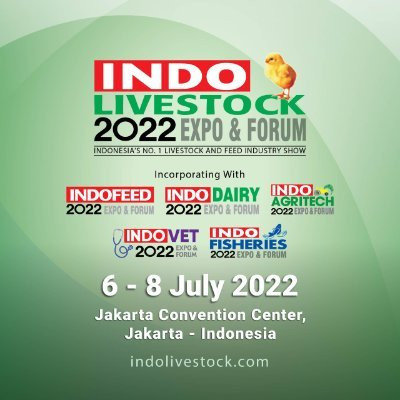 INDO
LIVESTOCK
2022 EXPO & FORUM
INDONESIA'S NO. 1 LIVESTOCK AND FEED INDUSTRY SHOW
Incorporating With
INDOFEED
2022 EXPO & FORUM
INDO DAIRY
2022 EXPO & FORUM
INDO
AGRITECH
2022 EXPO & FORUM
INDOVET
2022 EXPO &
FORUM
INDO
FISHERIES
2022 EXPO & FORUM
6 - 8 July 2022
Jakarta Convention Center,
Jakarta - Indonesia
indolivestock.com